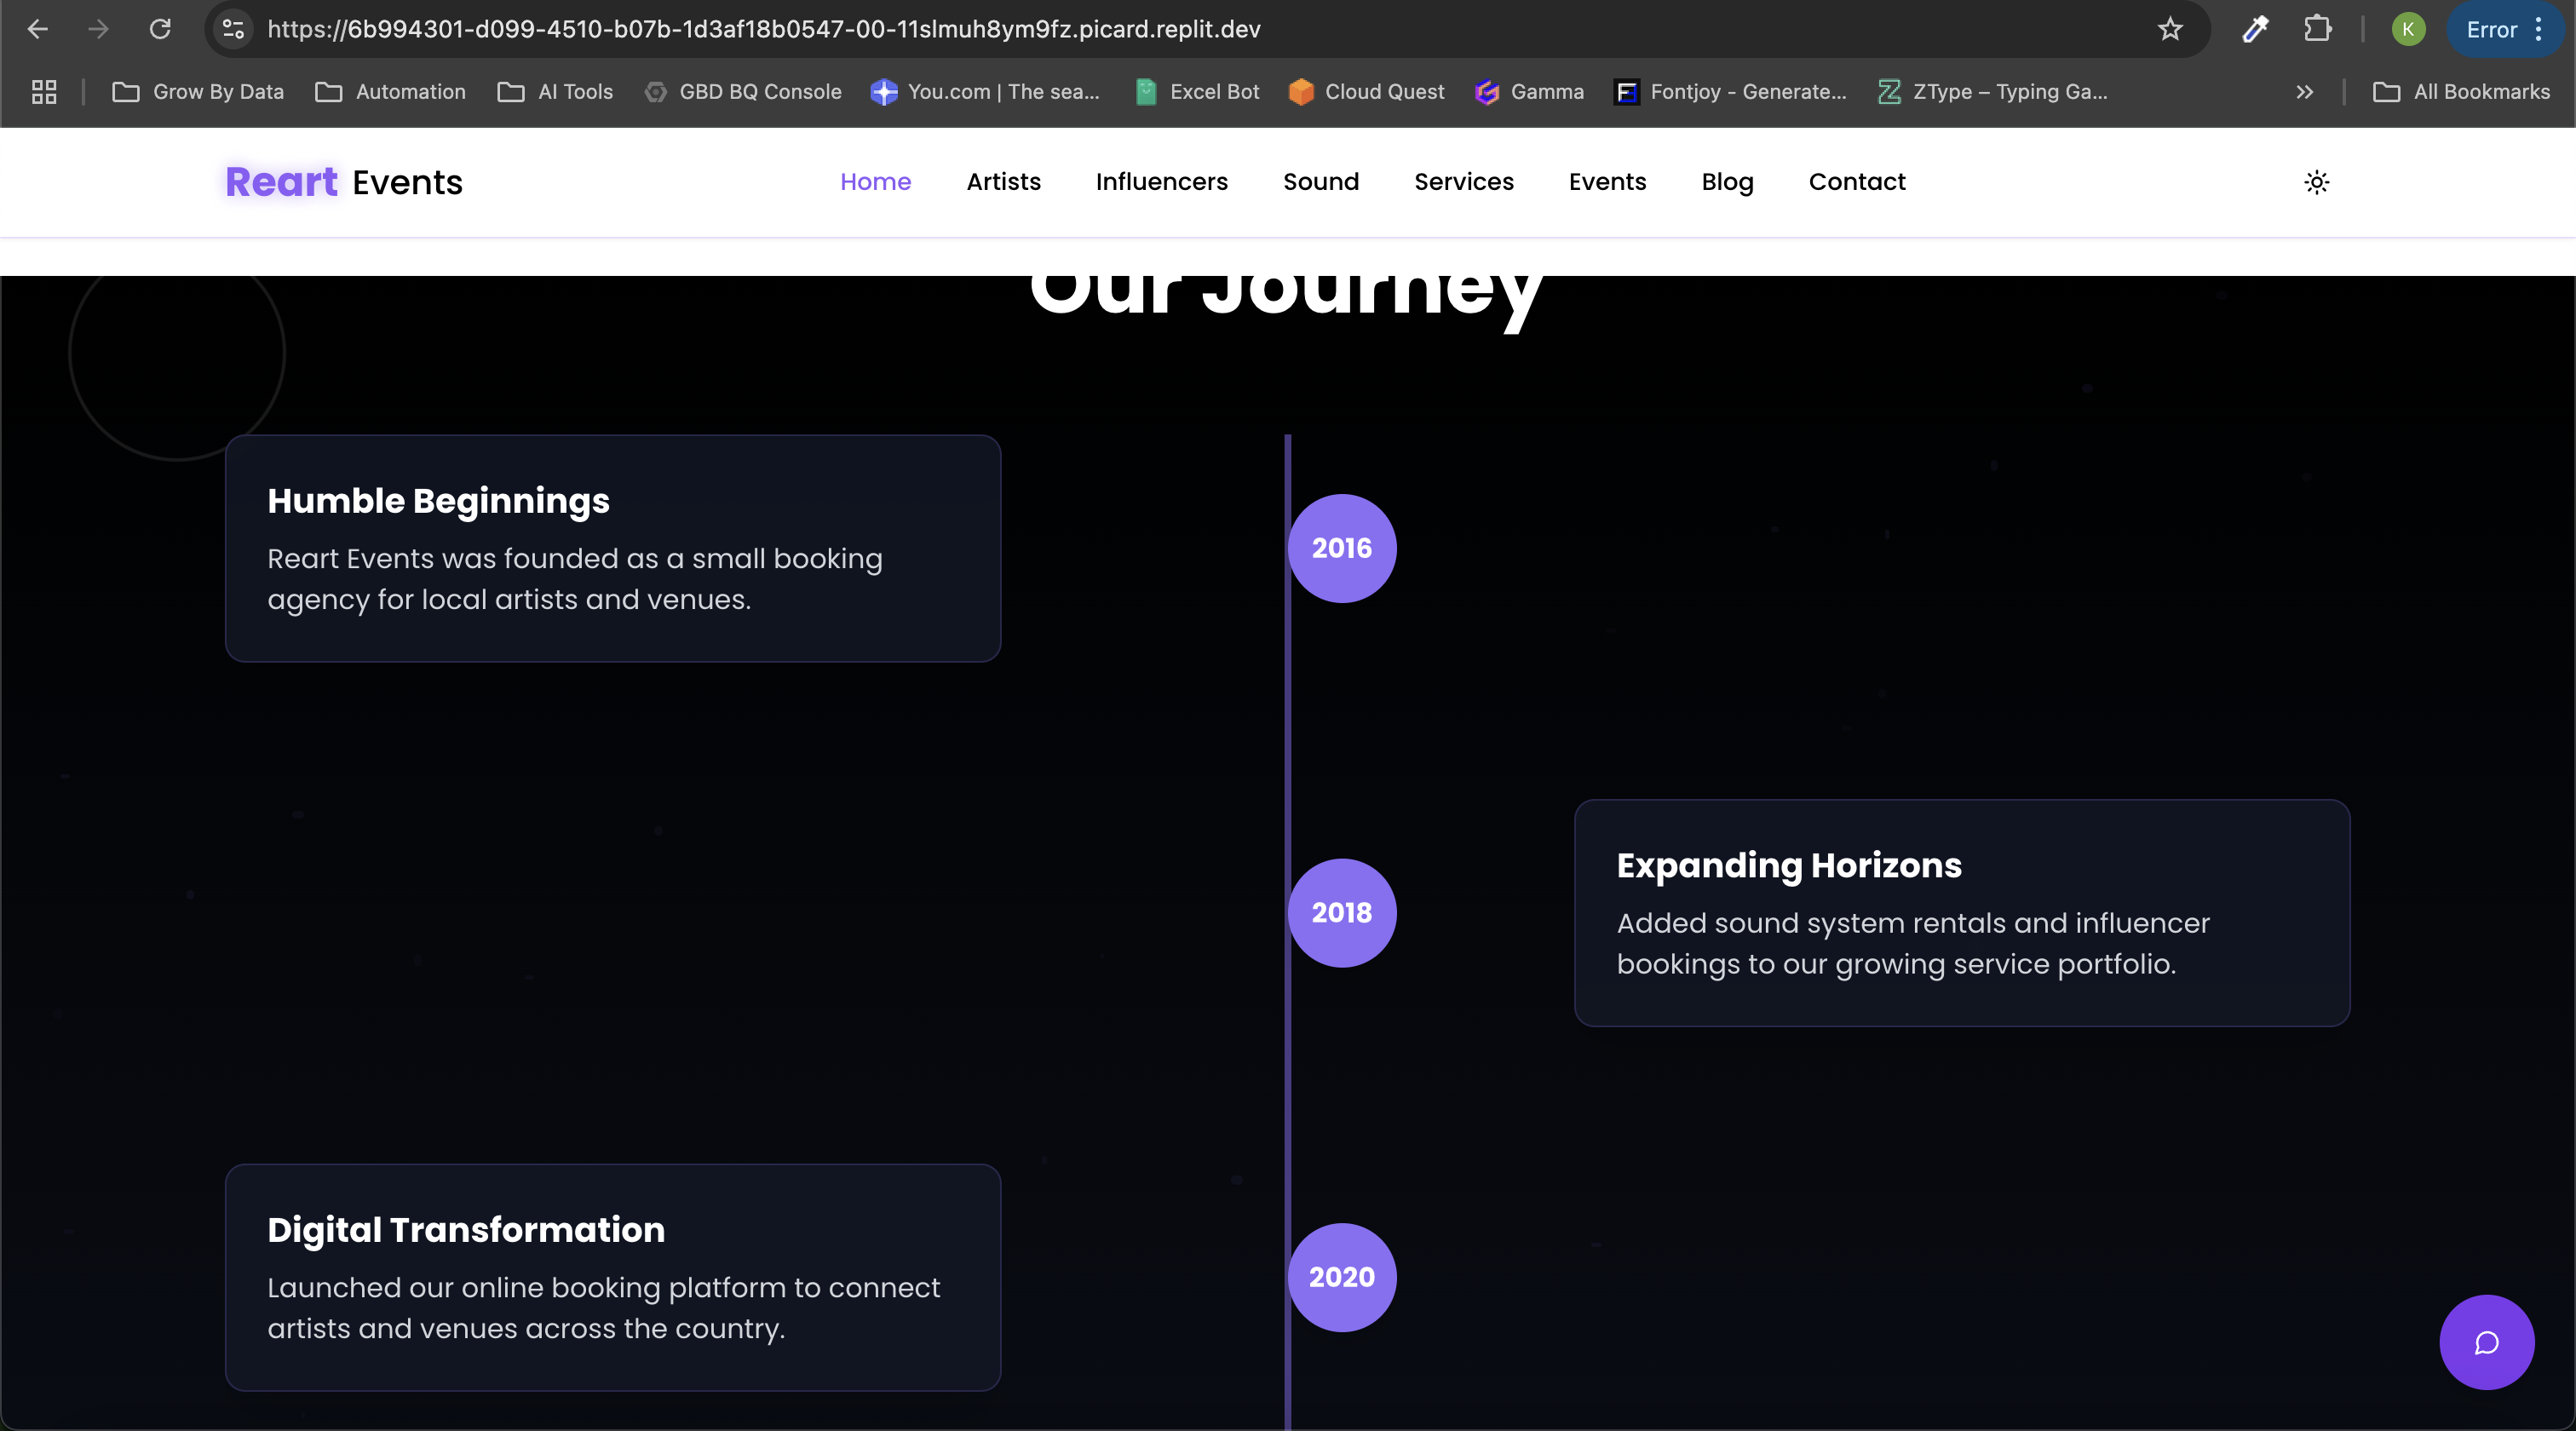 https://6b994301-d099-4510-b07b-1d3af18b0547-00-11slmuh8ym9fz.picard.replit.dev
K
Error
Grow By Data
Automation
AI Tools
GBD BQ Console
You.com | The sea...
Excel Bot
Cloud Quest
Gamma
Fontjoy - Generate...
ZType – Typing Ga...
All Bookmarks
Reart Events
Home
Artists
Influencers
Sound
Services
Events
Blog
Contact
Our Journey
Humble Beginnings
Reart Events was founded as a small booking
agency for local artists and venues.
2016
2018
Expanding Horizons
Added sound system rentals and influencer
bookings to our growing service portfolio.
Digital Transformation
Launched our online booking platform to connect
artists and venues across the country.
2020